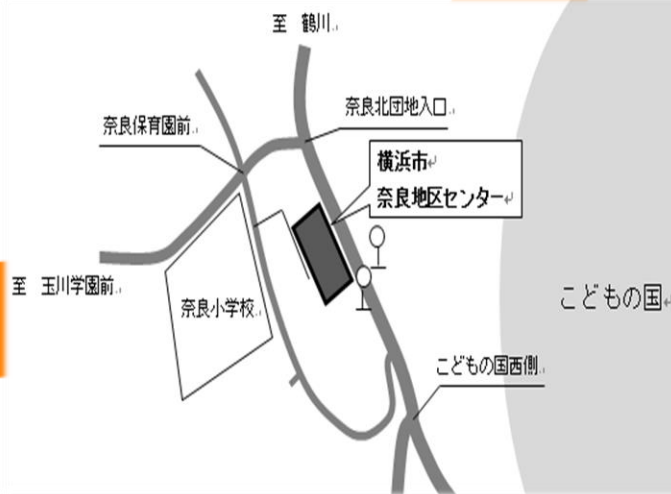 至　鶴川
奈良北団地入口
奈良保育園前
横浜市
奈良地区センター
至　玉川学園前
奈良小学校
こどもの国
こどもの国西側